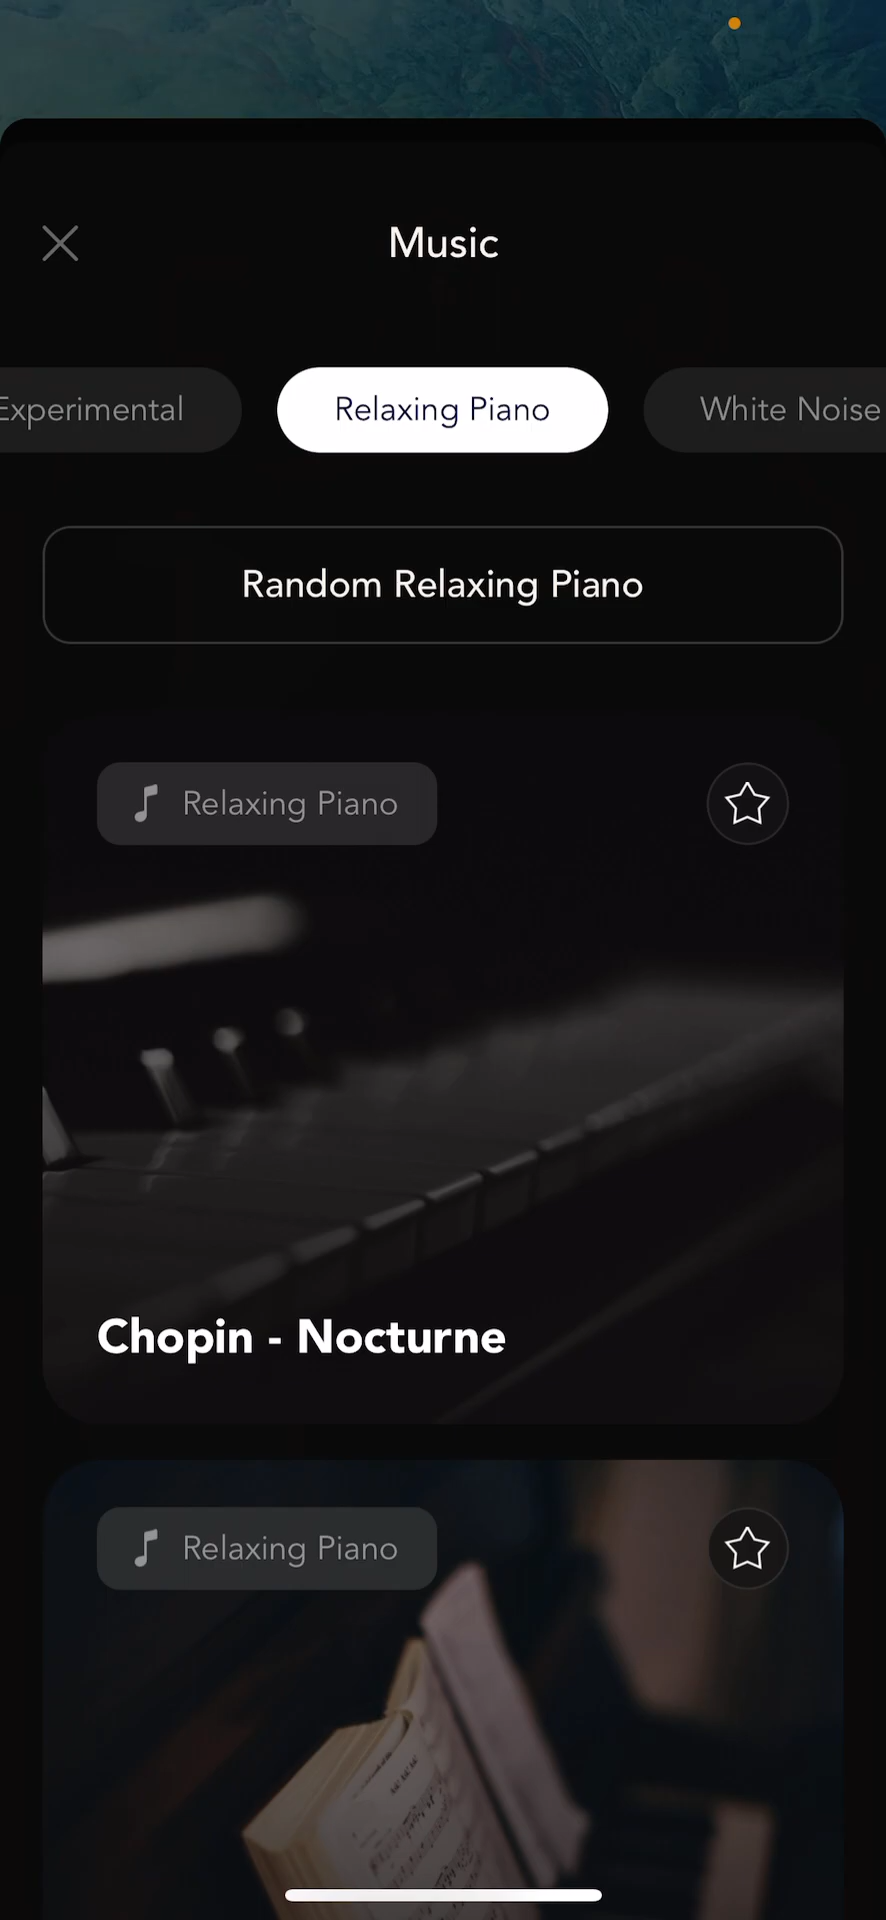 Music
Experimental
Relaxing Piano
White Noise
Random Relaxing Piano
Relaxing Piano
Chopin - Nocturne
Relaxing Piano